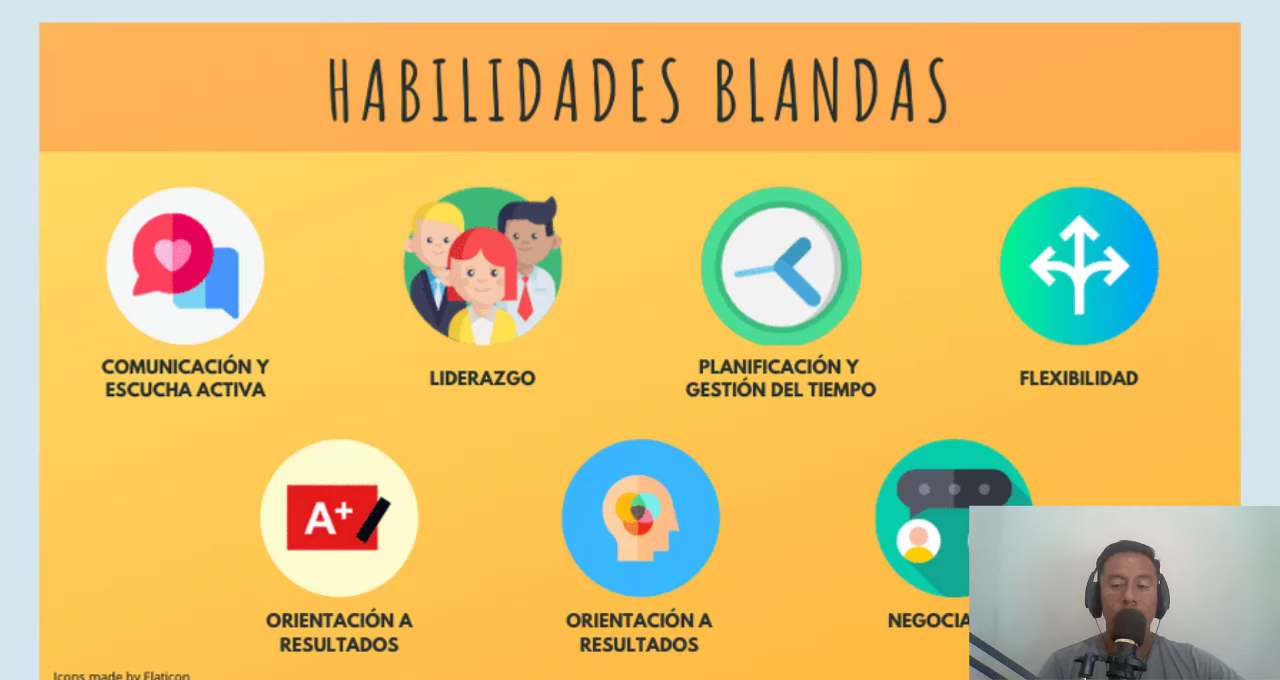 HABILIDADES BLANDAS
COMUNICACIÓN Y
ESCUCHA ACTIVA
LIDERAZGO
PLANIFICACIÓN Y
GESTIÓN DEL TIEMPO
FLEXIBILIDAD
A+
ORIENTACIÓN A
RESULTADOS
ORIENTACIÓN A
RESULTADOS
NEGOCIA
Icons made by Flaticon